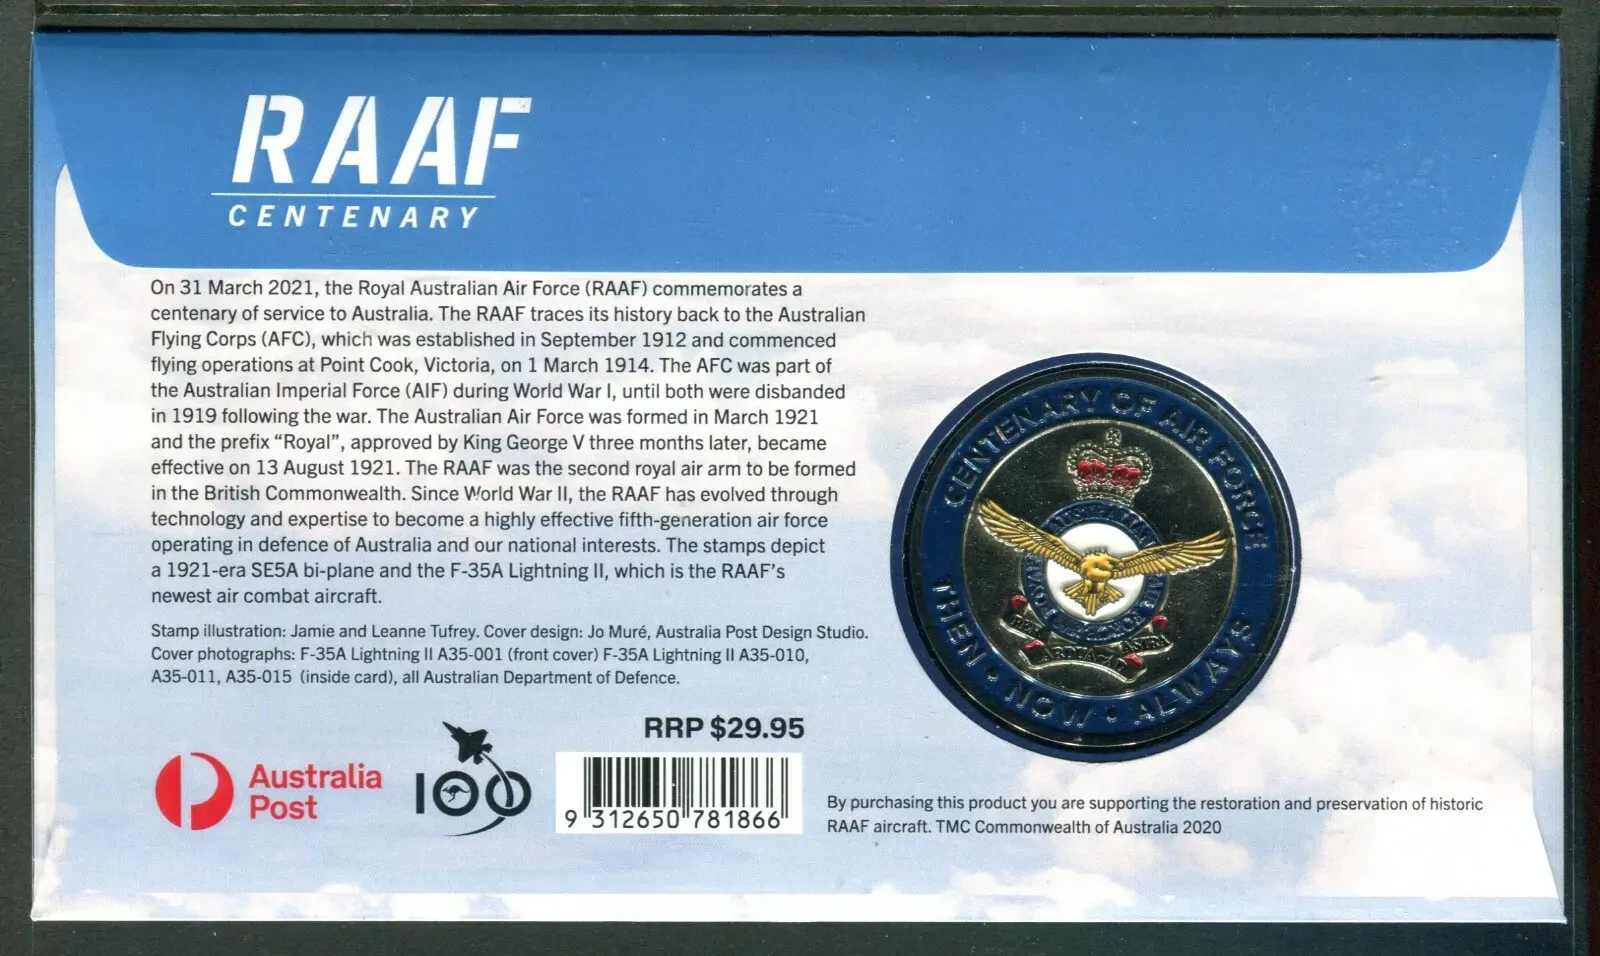 RAAF
CENTENARY
On 31 March 2021, the Royal Australian Air Force (RAAF) commemorates a
centenary of service to Australia. The RAAF traces its history back to the Australian
Flying Corps (AFC), which was established in September 1912 and commenced
flying operations at Point Cook, Victoria, on 1 March 1914. The AFC was part of
the Australian Imperial Force (AIF) during World War I, until both were disbanded
in 1919 following the war. The Australian Air Force was formed in March 1921
and the prefix “Royal”, approved by King George V three months later, became
effective on 13 August 1921. The RAAF was the second royal air arm to be formed
in the British Commonwealth. Since World War II, the RAAF has evolved through
technology and expertise to become a highly effective fifth-generation air force
operating in defence of Australia and our national interests. The stamps depict
a 1921-era SE5A bi-plane and the F-35A Lightning II, which is the RAAF’s
newest air combat aircraft.
Stamp illustration: Jamie and Leanne Tufrey. Cover design: Jo Muré, Australia Post Design Studio.
Cover photographs: F-35A Lightning II A35-001 (front cover) F-35A Lightning II A35-010,
A35-011, A35-015 (inside card), all Australian Department of Defence.
CENTENARY OF AIR FORCE
THEN • NOW • ALWAYS
ROYAL AUSTRALIAN AIR FORCE
PER ARDUA AD ASTRA
RRP $29.95
Australia
Post
100
9 312650 781866
By purchasing this product you are supporting the restoration and preservation of historic
RAAF aircraft. TMC Commonwealth of Australia 2020